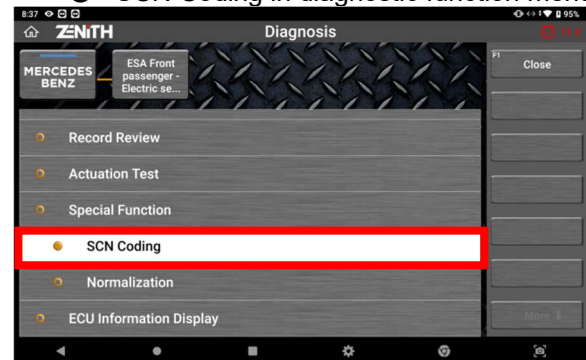 SCN Coding in diagnostic function menu
8:37
95%
ZENITH
Diagnosis
MERCEDES
BENZ
ESA Front
passenger -
Electric se...
F1
Close
Record Review
Actuation Test
Special Function
SCN Coding
Normalization
ECU Information Display
More